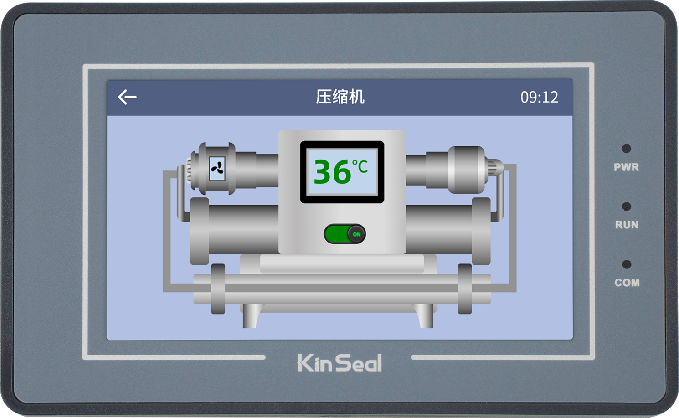 压缩机
09:12
36℃
ON
PWR
RUN
COM
KinSeal